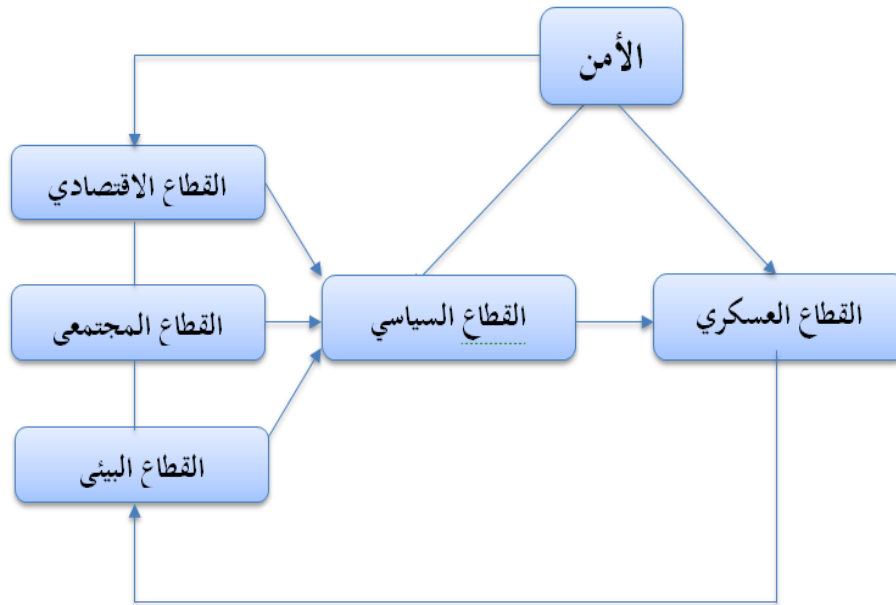 الأمن
القطاع الاقتصادي
القطاع المجتمعى
القطاع السياسي
القطاع العسكري
القطاع البيئى